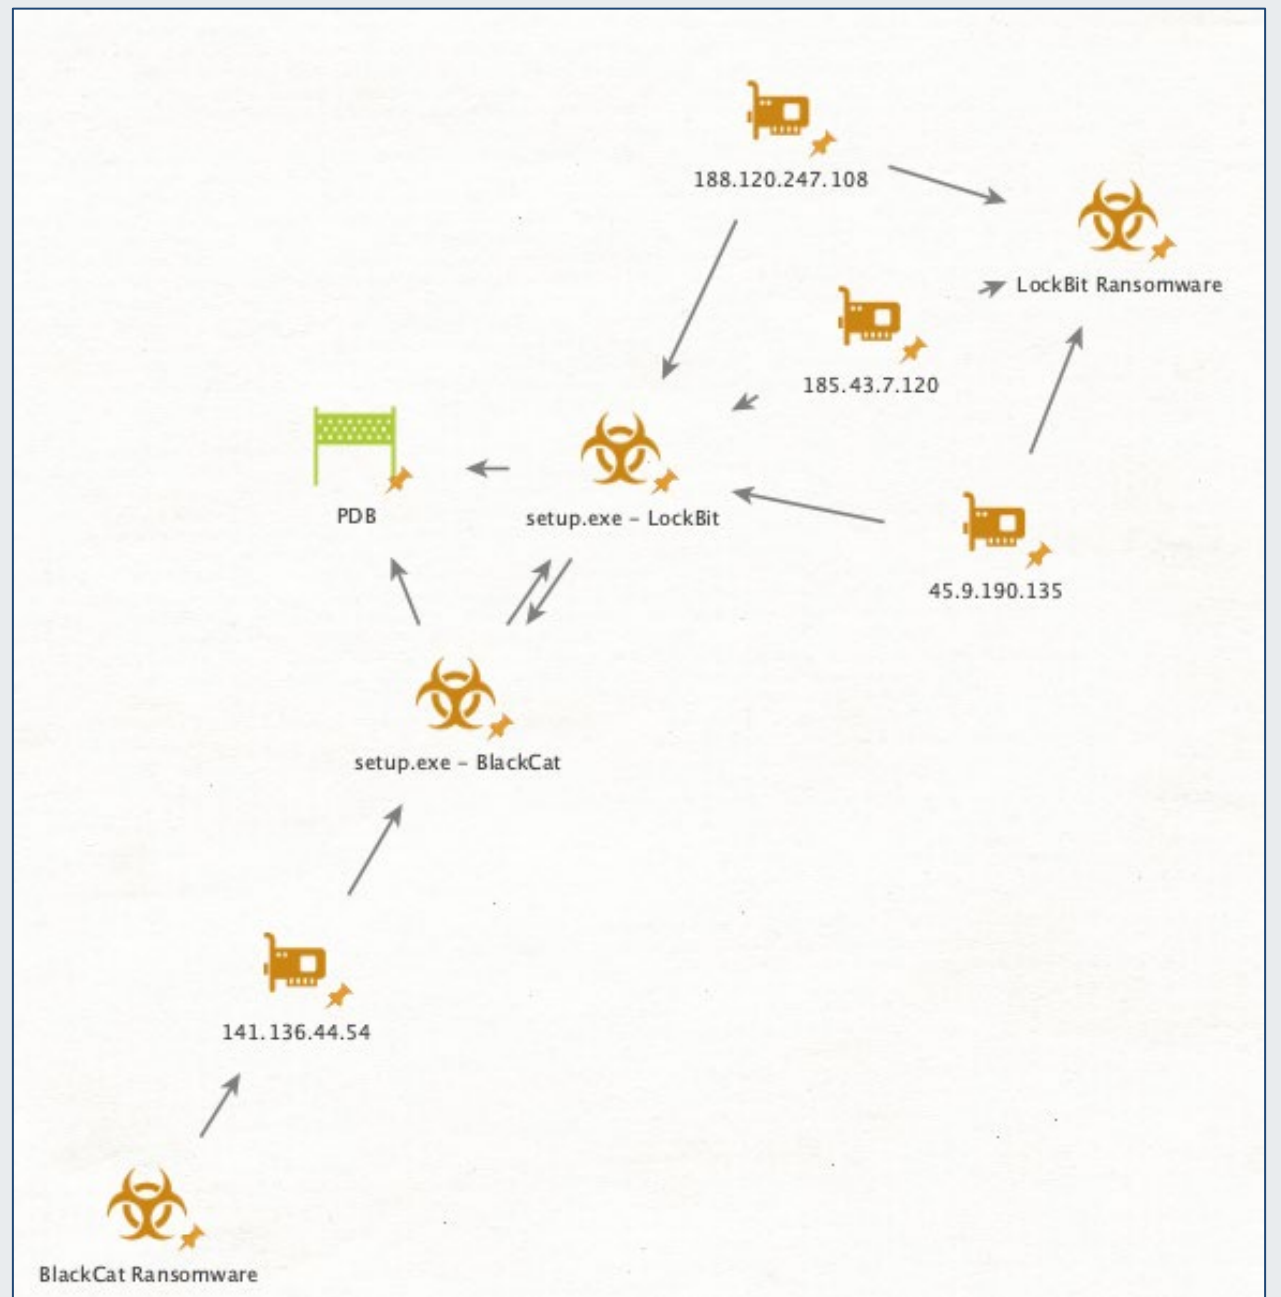 188.120.247.108
LockBit Ransomware
185.43.7.120
PDB
setup.exe – LockBit
45.9.190.135
setup.exe – BlackCat
141.136.44.54
BlackCat Ransomware